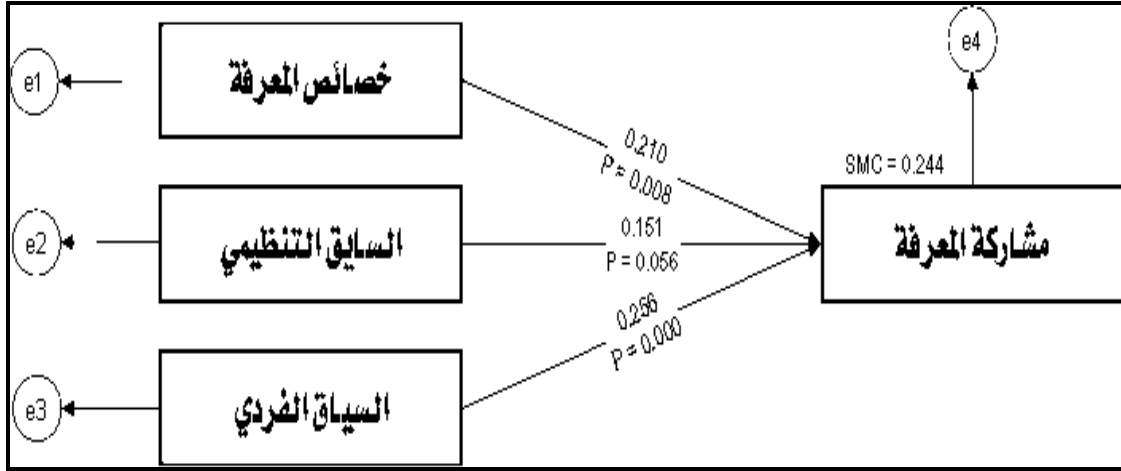 e1
خصائص المعرفة
e4
0.210
P = 0.008
SMC = 0.244
e2
السايق التنظيمي
0.151
P = 0.056
مشاركة المعرفة
0.256
P = 0.000
e3
السياق الفردي